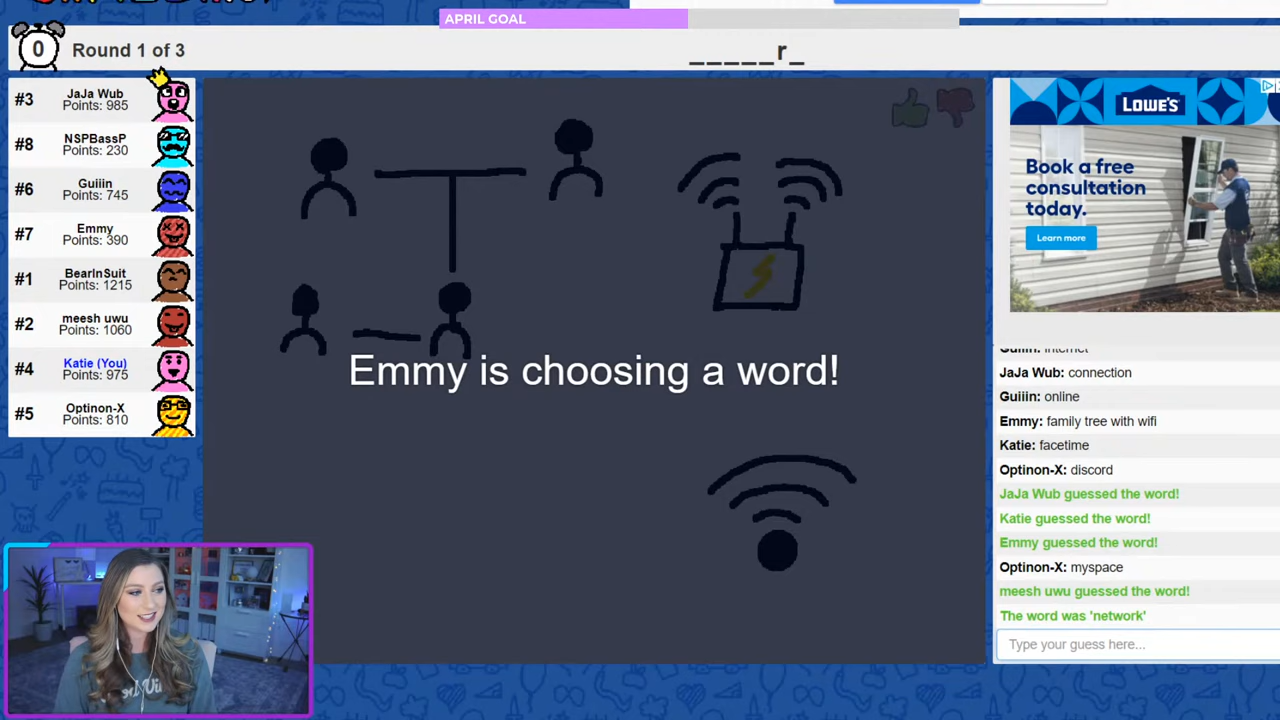 APRIL GOAL
0
Round 1 of 3
_____r_
#3
JaJa Wub
Points: 985
#8
NSPBassP
Points: 230
#6
Guiiin
Points: 745
#7
Emmy
Points: 390
#1
BearInSuit
Points: 1215
#2
meesh uwu
Points: 1060
#4
Katie (You)
Points: 975
#5
Optinon-X
Points: 810
Emmy is choosing a word!
LOWE'S
Book a free
consultation
today.
Learn more
Guiiin: internet
JaJa Wub: connection
Guiiin: online
Emmy: family tree with wifi
Katie: facetime
Optinon-X: discord
JaJa Wub guessed the word!
Katie guessed the word!
Emmy guessed the word!
Optinon-X: myspace
meesh uwu guessed the word!
The word was 'network'
Type your guess here...